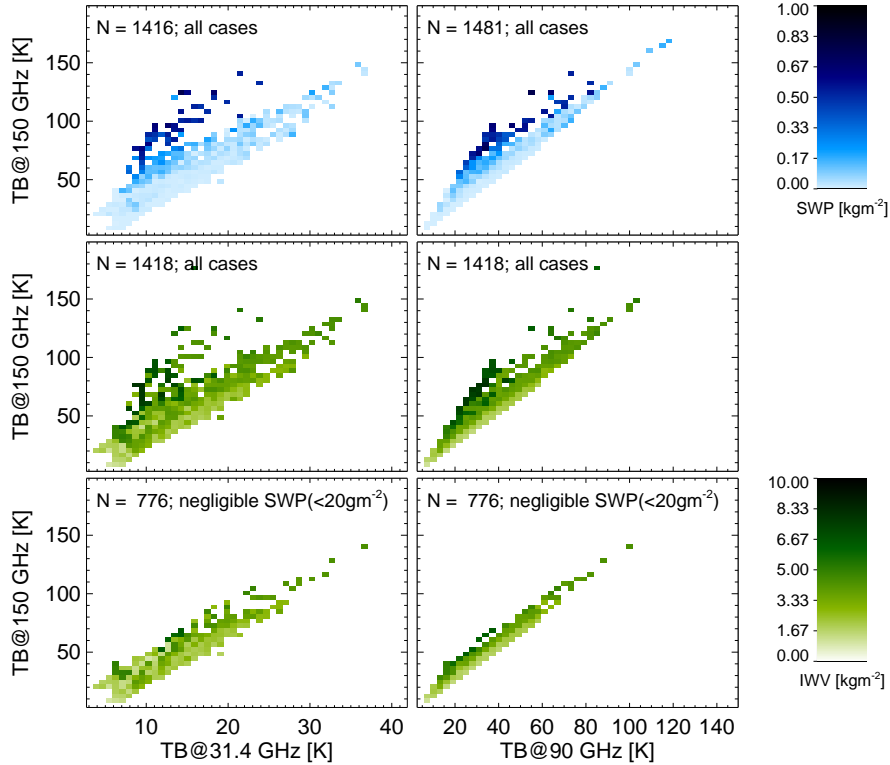 N = 1416; all cases
N = 1481; all cases
TB@150 GHz [K]
150
100
50
1.00
0.83
0.67
0.50
0.33
0.17
0.00
SWP [kgm-2]
N = 1418; all cases
N = 1418; all cases
TB@150 GHz [K]
150
100
50
N = 776; negligible SWP(<20gm-2)
N = 776; negligible SWP(<20gm-2)
TB@150 GHz [K]
150
100
50
10.00
8.33
6.67
5.00
3.33
1.67
0.00
IWV [kgm-2]
10 20 30 40
20 40 60 80 100 120 140
TB@31.4 GHz [K]
TB@90 GHz [K]